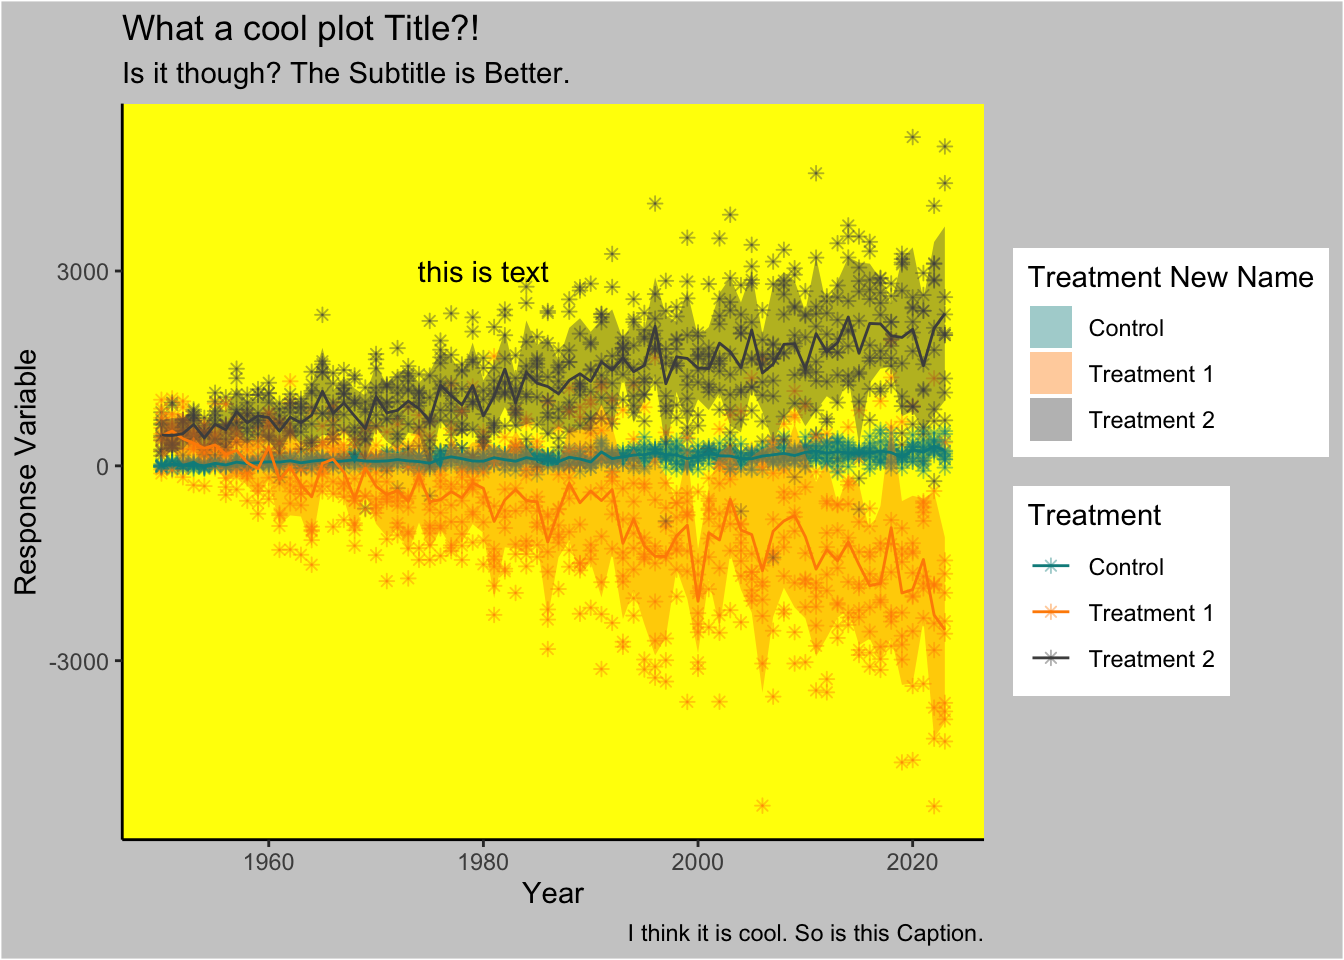 What a cool plot Title?!
Is it though? The Subtitle is Better.
this is text
3000
0
-3000
Response Variable
1960
1980
2000
2020
Year
I think it is cool. So is this Caption.
Treatment New Name
Control
Treatment 1
Treatment 2
Treatment
Control
Treatment 1
Treatment 2